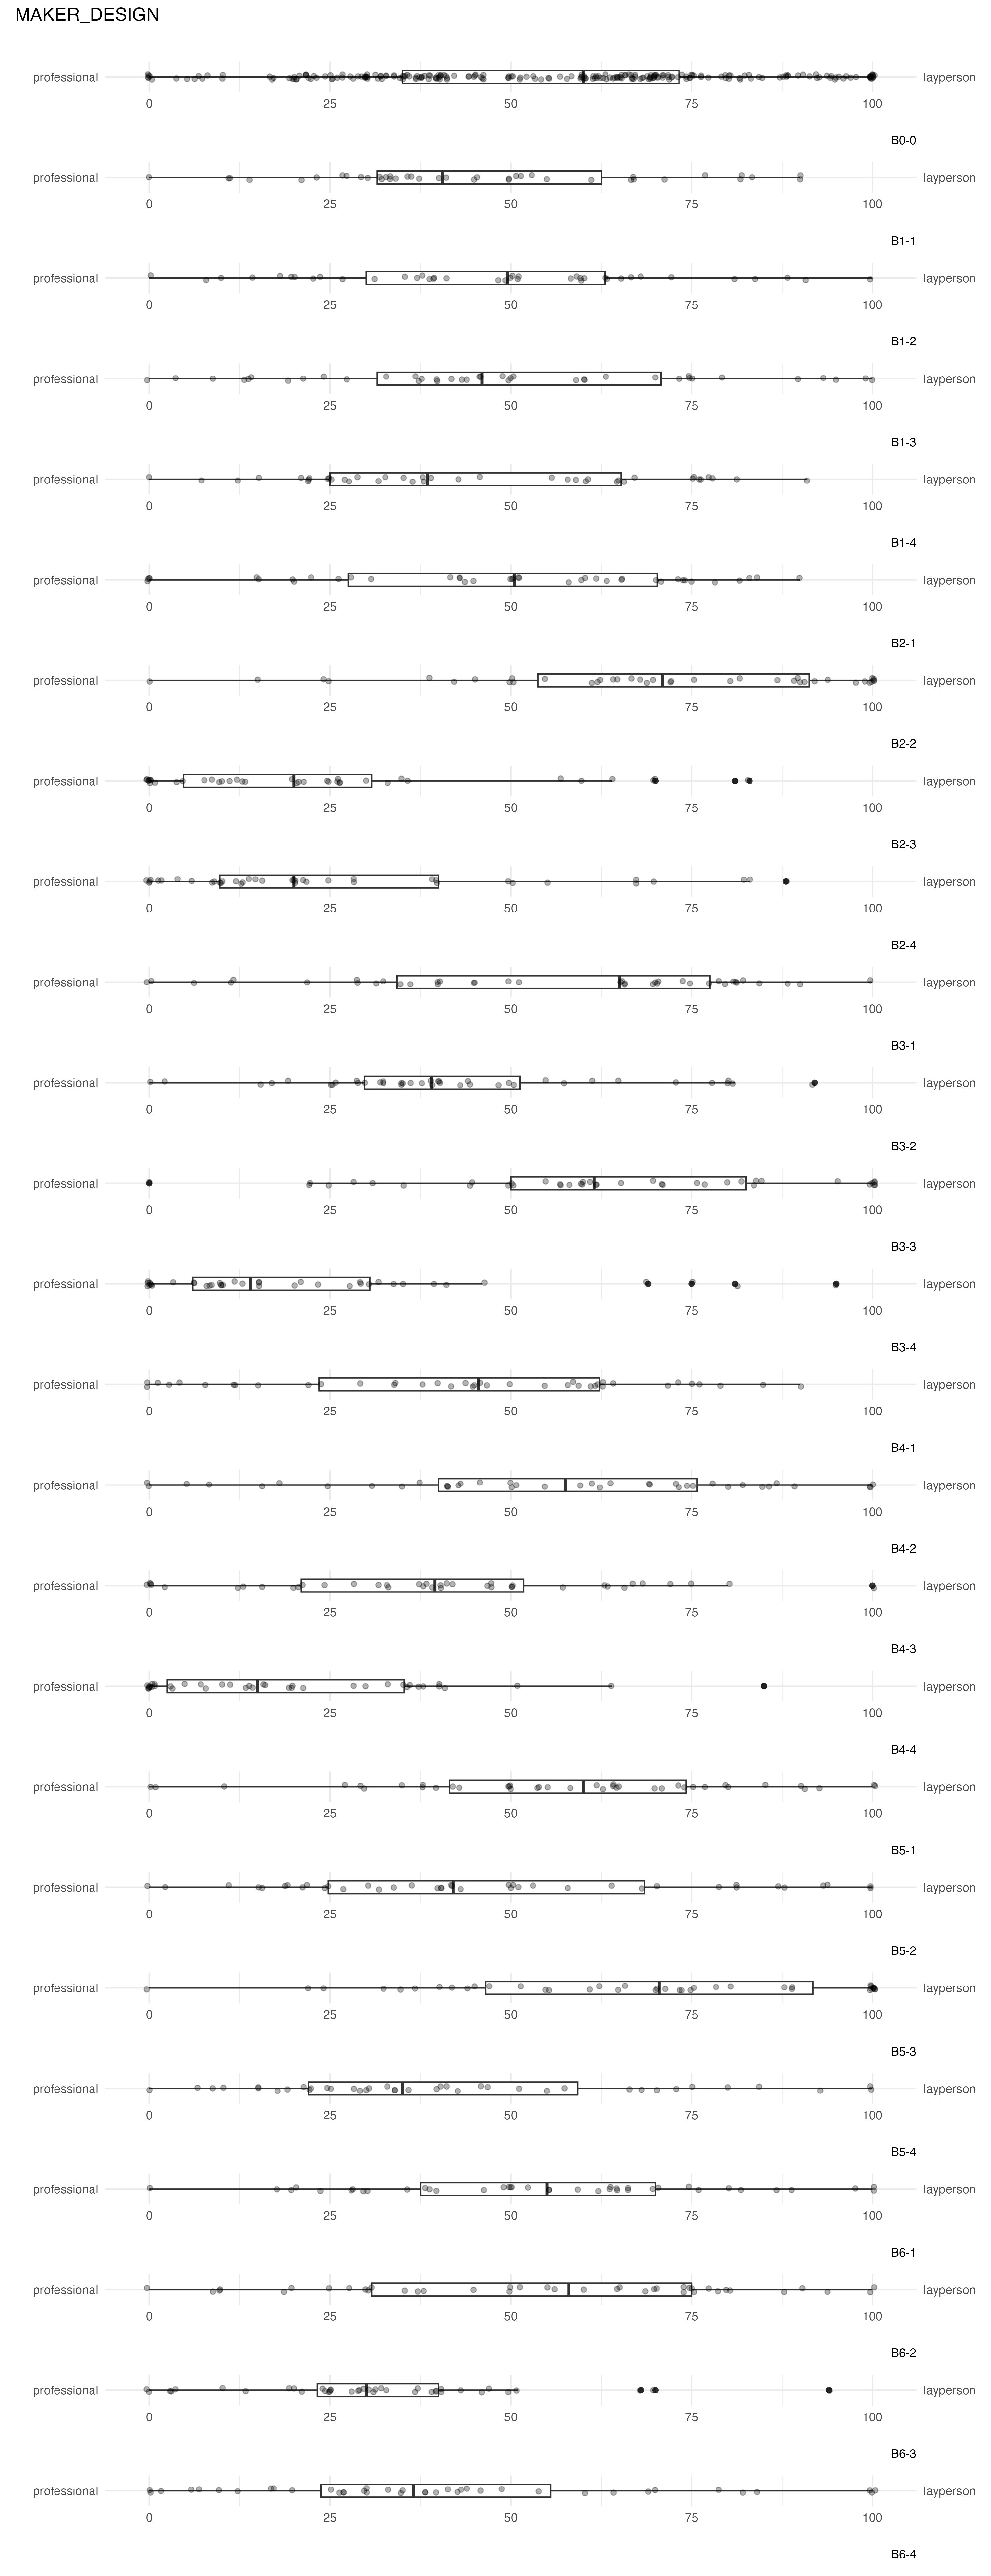 MAKER_DESIGN
professional layperson
0 25 50 75 100
B0-0
professional layperson
0 25 50 75 100
B1-1
professional layperson
0 25 50 75 100
B1-2
professional layperson
0 25 50 75 100
B1-3
professional layperson
0 25 50 75 100
B1-4
professional layperson
0 25 50 75 100
B2-1
professional layperson
0 25 50 75 100
B2-2
professional layperson
0 25 50 75 100
B2-3
professional layperson
0 25 50 75 100
B2-4
professional layperson
0 25 50 75 100
B3-1
professional layperson
0 25 50 75 100
B3-2
professional layperson
0 25 50 75 100
B3-3
professional layperson
0 25 50 75 100
B3-4
professional layperson
0 25 50 75 100
B4-1
professional layperson
0 25 50 75 100
B4-2
professional layperson
0 25 50 75 100
B4-3
professional layperson
0 25 50 75 100
B4-4
professional layperson
0 25 50 75 100
B5-1
professional layperson
0 25 50 75 100
B5-2
professional layperson
0 25 50 75 100
B5-3
professional layperson
0 25 50 75 100
B5-4
professional layperson
0 25 50 75 100
B6-1
professional layperson
0 25 50 75 100
B6-2
professional layperson
0 25 50 75 100
B6-3
professional layperson
0 25 50 75 100
B6-4